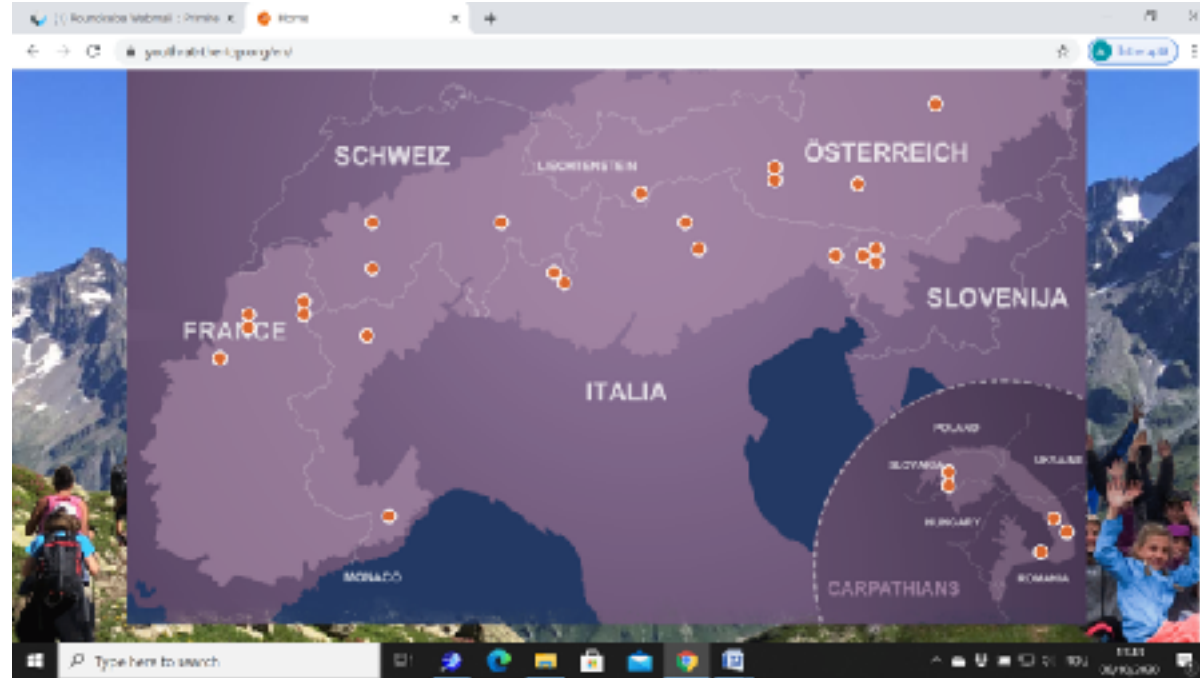 Home
SCHWEIZ
LIECHTENSTEIN
ÖSTERREICH
FRANCE
SLOVENIJA
ITALIA
POLAND
SLOVAKIA
UKRAINE
HUNGARY
MONACO
CARPATHIANS
ROMANIA
Type here to search